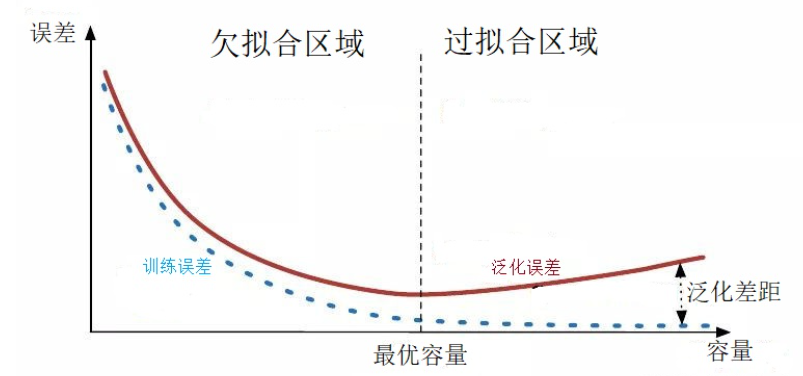 误差
欠拟合区域
过拟合区域
训练误差
泛化误差
泛化差距
最优容量
容量